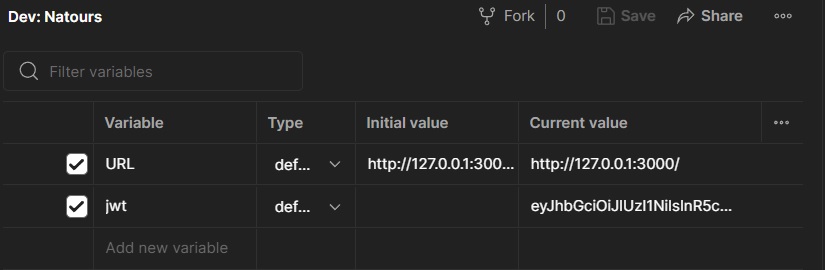 Dev: Natours Fork 0 Save Share
Filter variables
Variable Type Initial value Current value
URL def... http://127.0.0.1:300... http://127.0.0.1:3000/
jwt def... eyJhbGciOiJIUzI1NiIsInR5c...
Add new variable